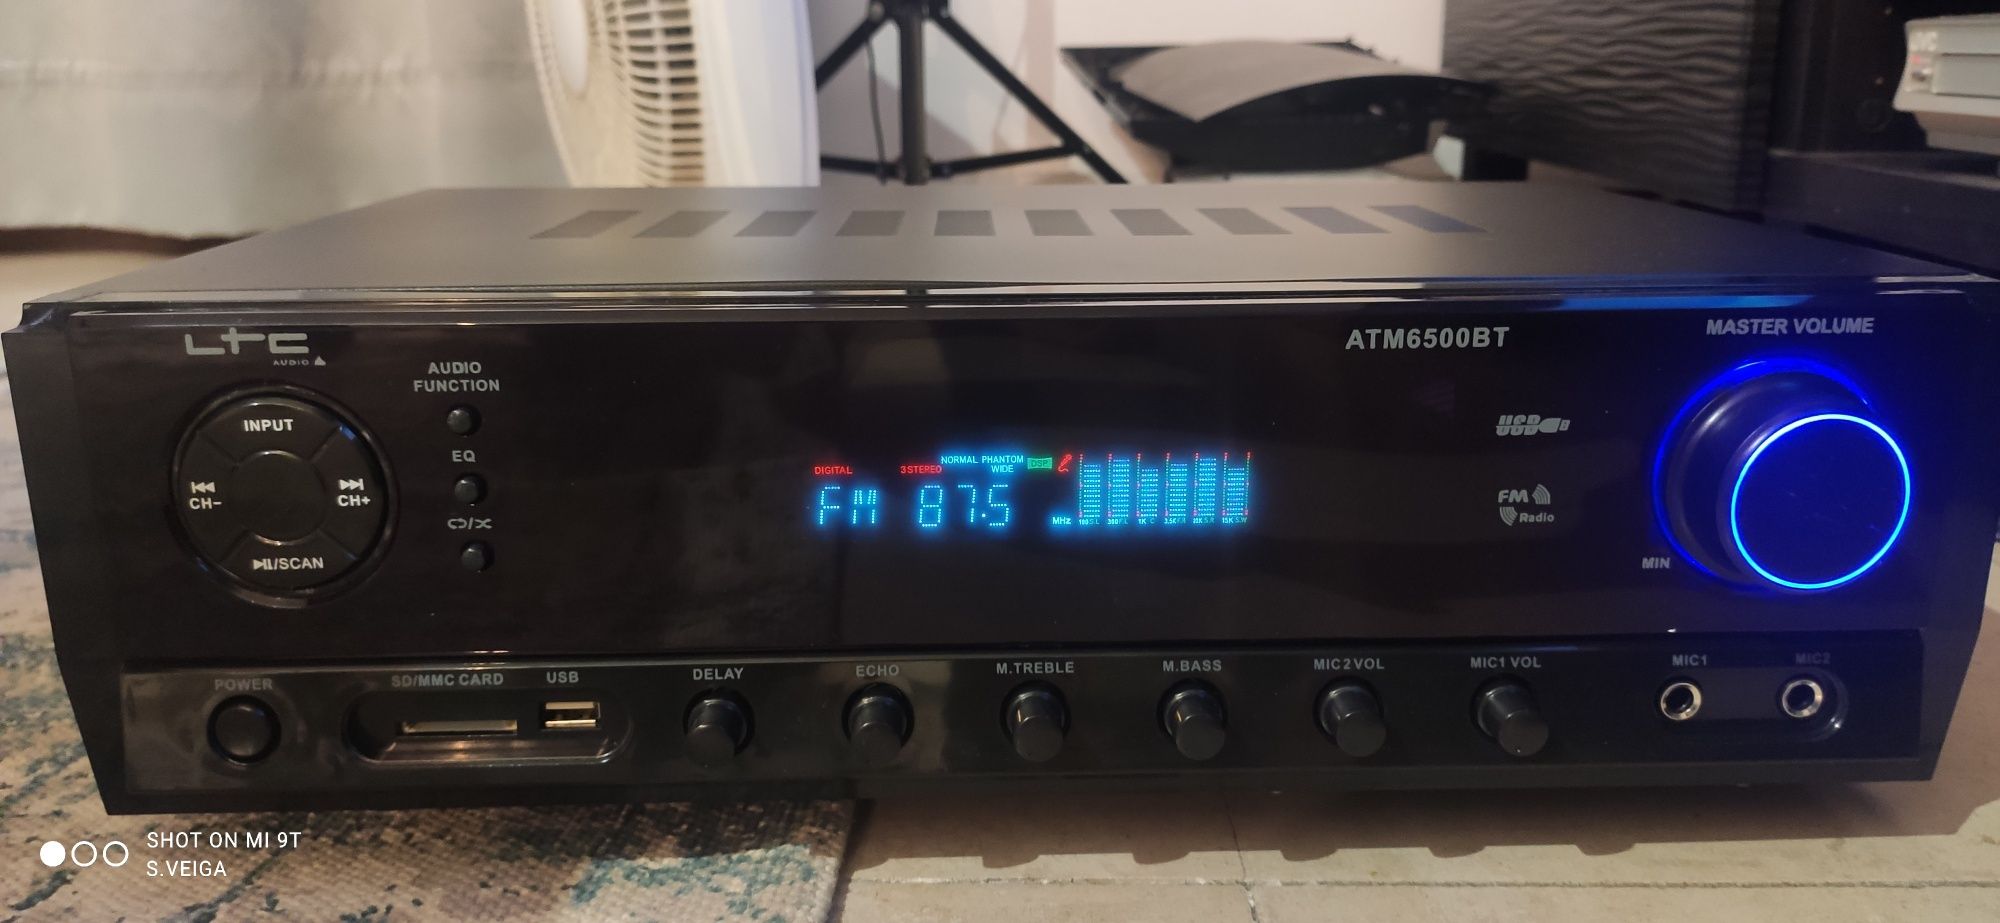 JVC
LTC
AUDIO
ATM6500BT
MASTER VOLUME
AUDIO
FUNCTION
INPUT
EQ
CH-
CH+
/SCAN
USB
FM
Radio
MIN
DIGITAL
3 STEREO
NORMAL PHANTOM
WIDE
DSP
FM 87.5
MHz
POWER
SD/MMC CARD
USB
DELAY
ECHO
M.TREBLE
M.BASS
MIC2 VOL
MIC1 VOL
MIC1
MIC2
SHOT ON MI 9T
S.VEIGA